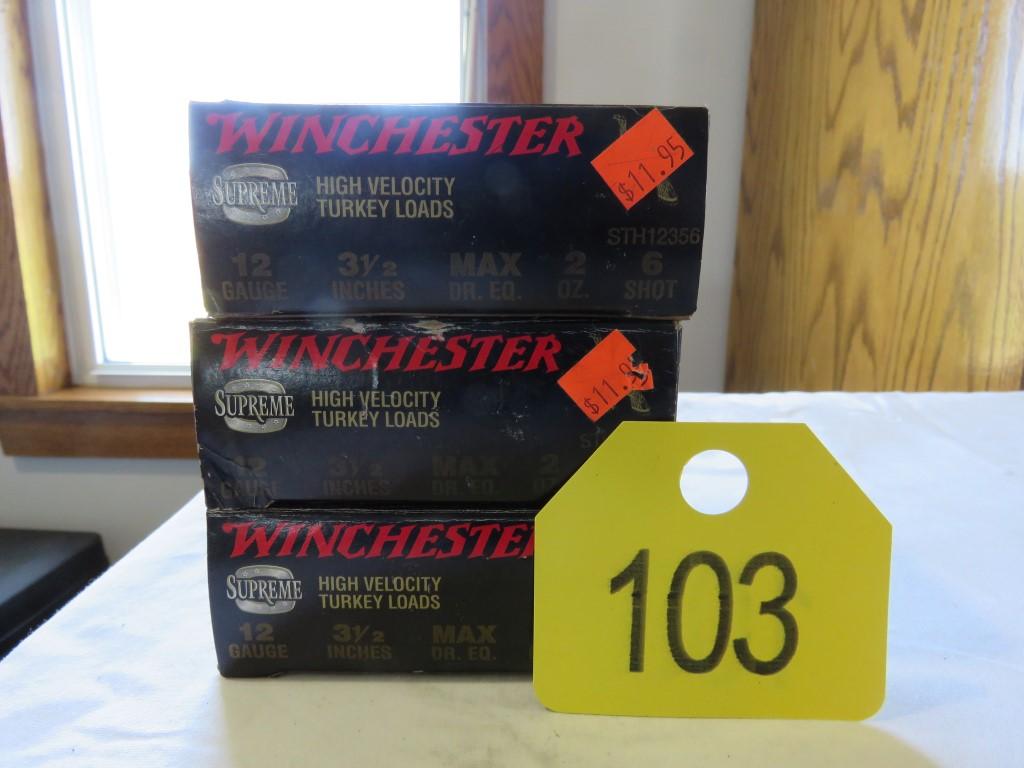 WINCHESTER
$11.95
SUPREME
HIGH VELOCITY
TURKEY LOADS
STH12356
12 3½ MAX 2 6
GAUGE INCHES DR. EQ. OZ. SHOT
WINCHESTER
$11.9
SUPREME
HIGH VELOCITY
TURKEY LOADS
12 3½ MAX 2
GAUGE INCHES DR. EQ.
WINCHESTER
SUPREME
HIGH VELOCITY
TURKEY LOADS
12 3½ MAX
GAUGE INCHES DR. EQ.
103